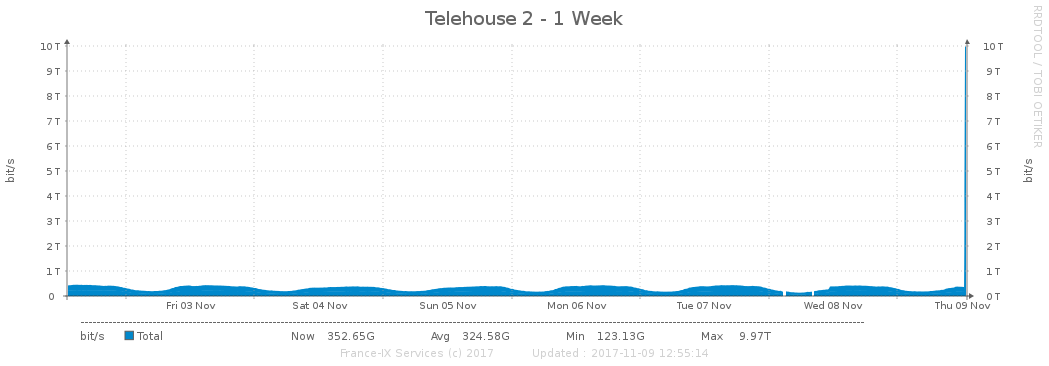 Telehouse 2 - 1 Week
RRDTOOL / TOBI OETIKER
bit/s
10 T
9 T
8 T
7 T
6 T
5 T
4 T
3 T
2 T
1 T
0
10 T
9 T
8 T
7 T
6 T
5 T
4 T
3 T
2 T
1 T
0 T
bit/s
Fri 03 Nov Sat 04 Nov Sun 05 Nov Mon 06 Nov Tue 07 Nov Wed 08 Nov Thu 09 Nov
bit/s Total Now 352.65G Avg 324.58G Min 123.13G Max 9.97T
France-IX Services (c) 2017 Updated : 2017-11-09 12:55:14